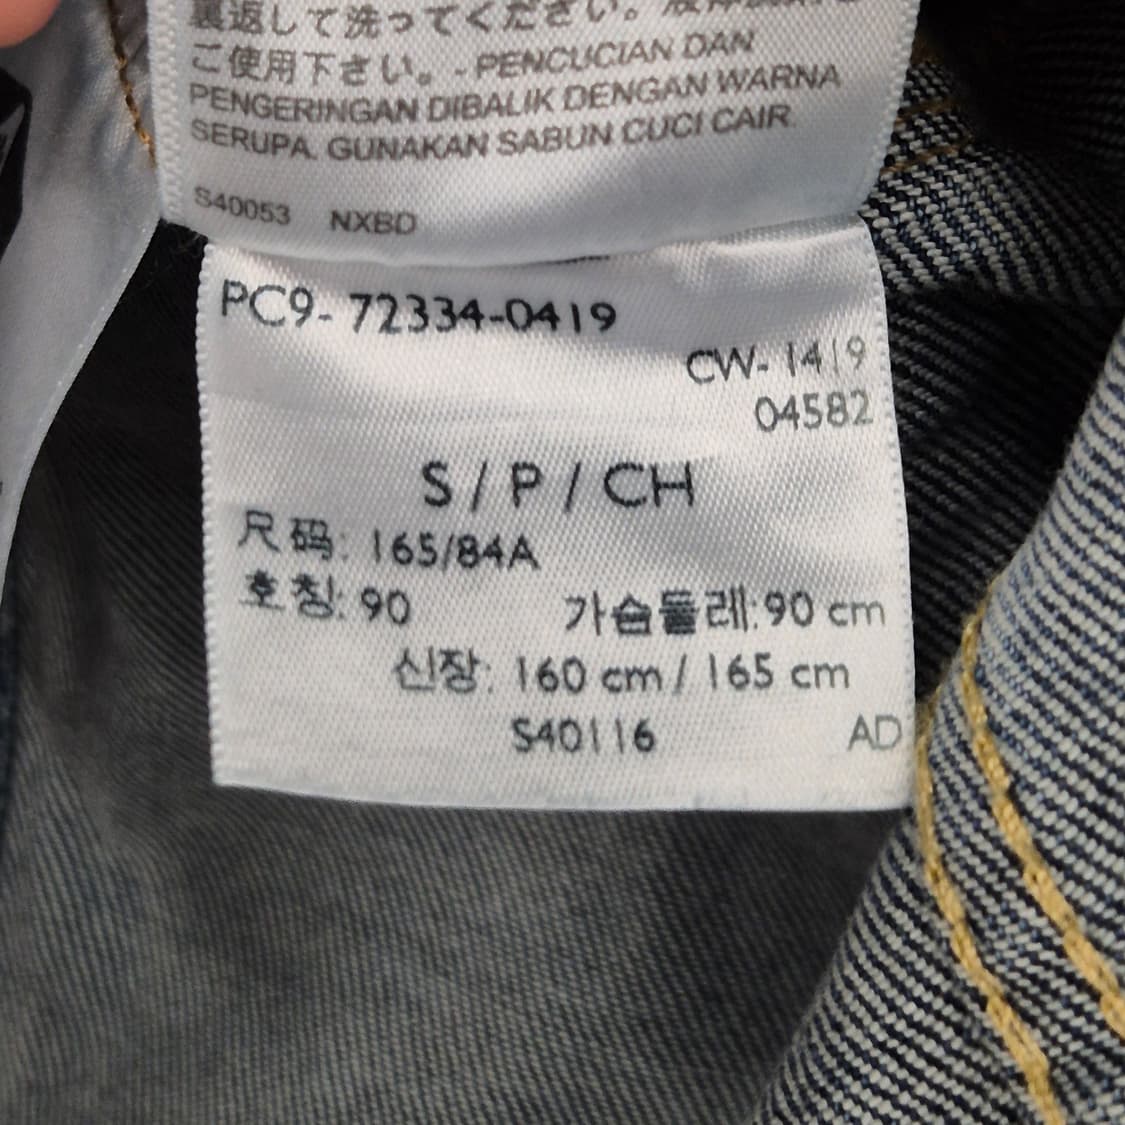 裏返して洗ってください。
ご使用下さい。- PENCUCIAN DAN
PENGERINGAN DIBALIK DENGAN WARNA
SERUPA. GUNAKAN SABUN CUCI CAIR
S40053 NXBD
PC9- 72334-0419
CW- 1419
04582
S / P / CH
尺码: 165/84A
호칭: 90 가슴둘레: 90 cm
신장: 160 cm / 165 cm
S40116 AD